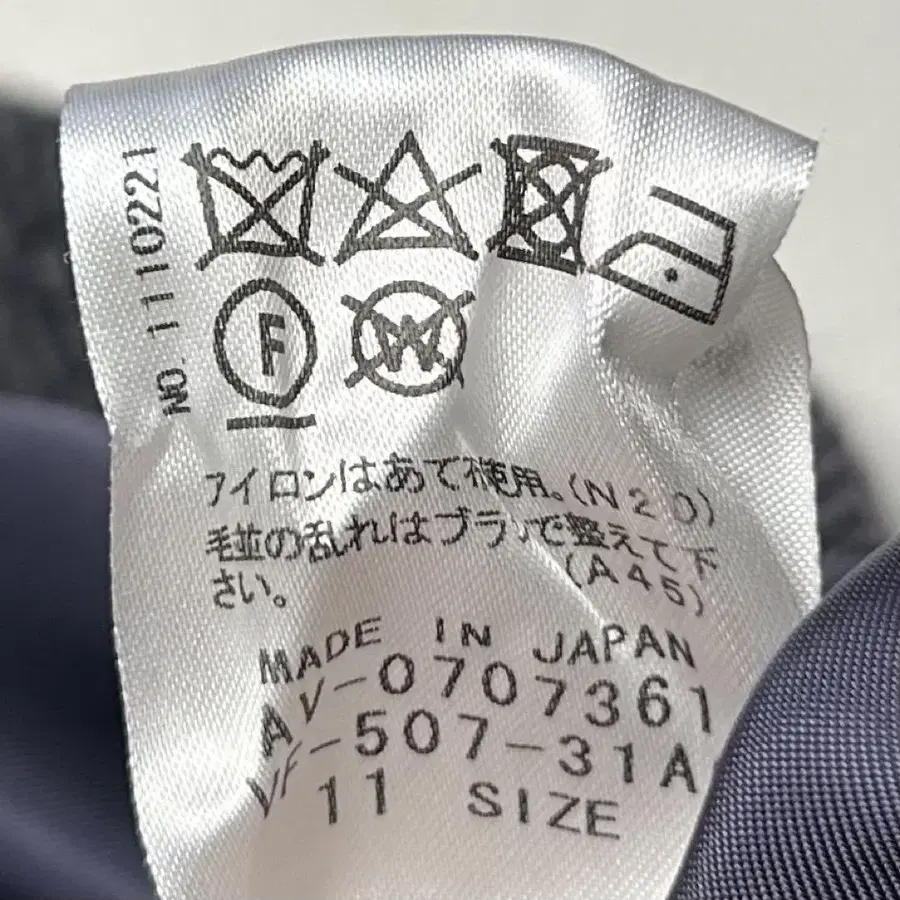 NO. 1110221
F
W
アイロンはあて布使用。(N20)
毛並の乱れはブラシで整えて下
さい。 (A45)
MADE IN JAPAN
AV-0707361
VF-507-31A
11 SIZE